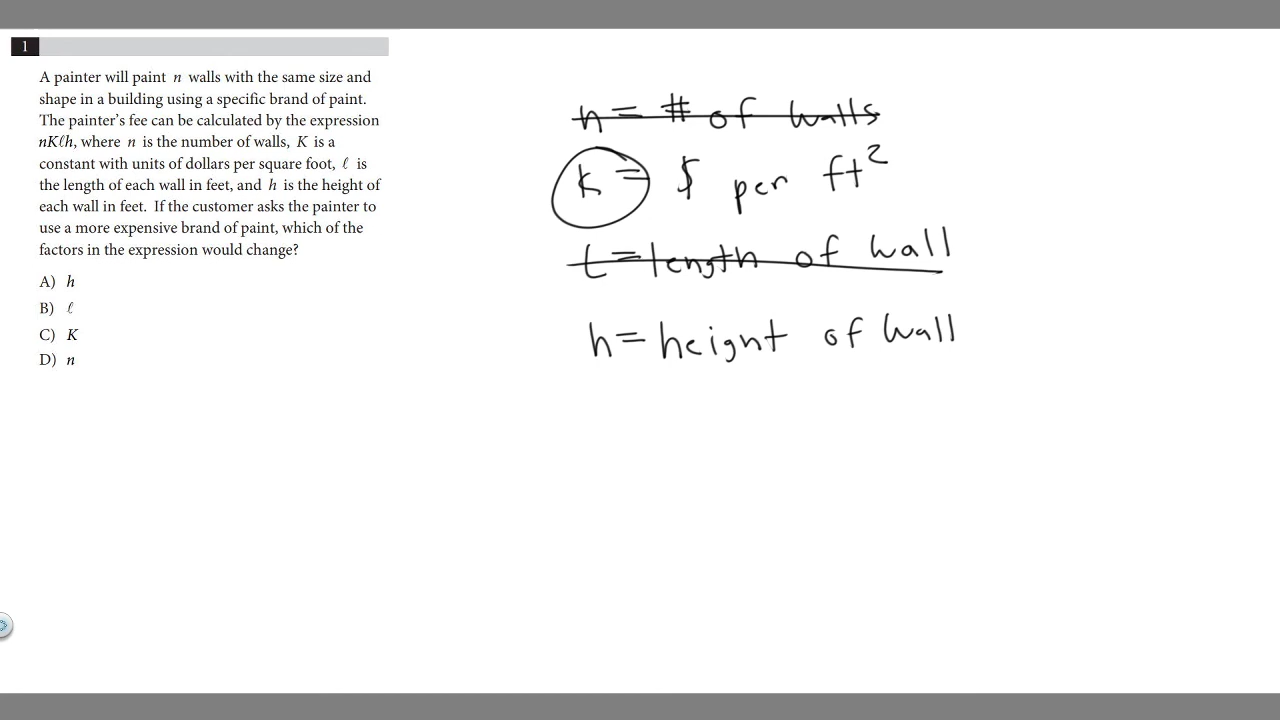 1
A painter will paint n walls with the same size and
shape in a building using a specific brand of paint.
The painter's fee can be calculated by the expression
nKℓh, where n is the number of walls, K is a
constant with units of dollars per square foot, ℓ is
the length of each wall in feet, and h is the height of
each wall in feet. If the customer asks the painter to
use a more expensive brand of paint, which of the
factors in the expression would change?
A) h
B) ℓ
C) K
D) n
n = # of walls
K = $ per ft²
l = length of wall
h = height of wall